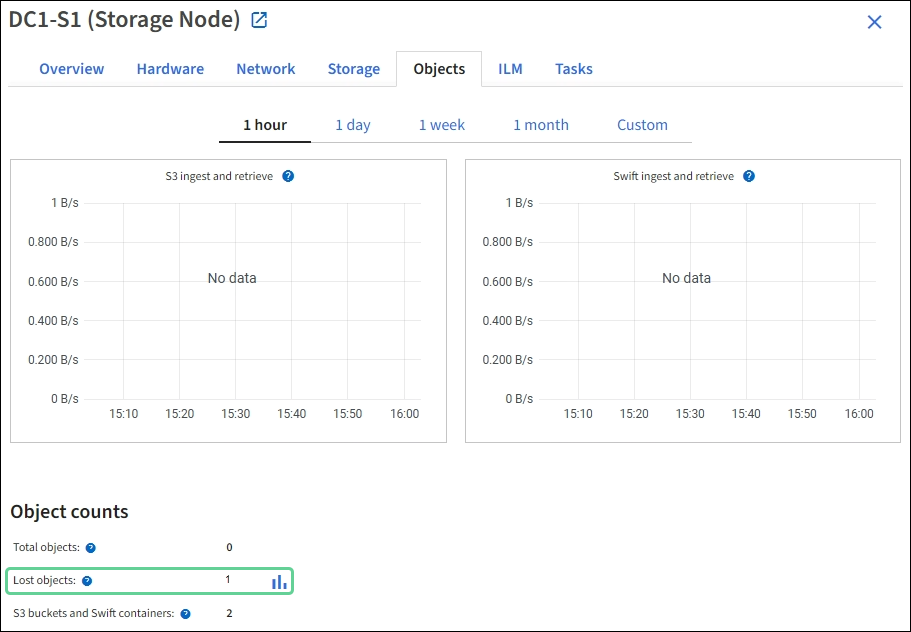 DC1-S1 (Storage Node)
Overview Hardware Network Storage Objects ILM Tasks
1 hour 1 day 1 week 1 month Custom
S3 ingest and retrieve ?
1 B/s
0.800 B/s
0.600 B/s
0.400 B/s
0.200 B/s
0 B/s
No data
15:10 15:20 15:30 15:40 15:50 16:00
Swift ingest and retrieve ?
1 B/s
0.800 B/s
0.600 B/s
0.400 B/s
0.200 B/s
0 B/s
No data
15:10 15:20 15:30 15:40 15:50 16:00
Object counts
Total objects: ? 0
Lost objects: ? 1
S3 buckets and Swift containers: ? 2